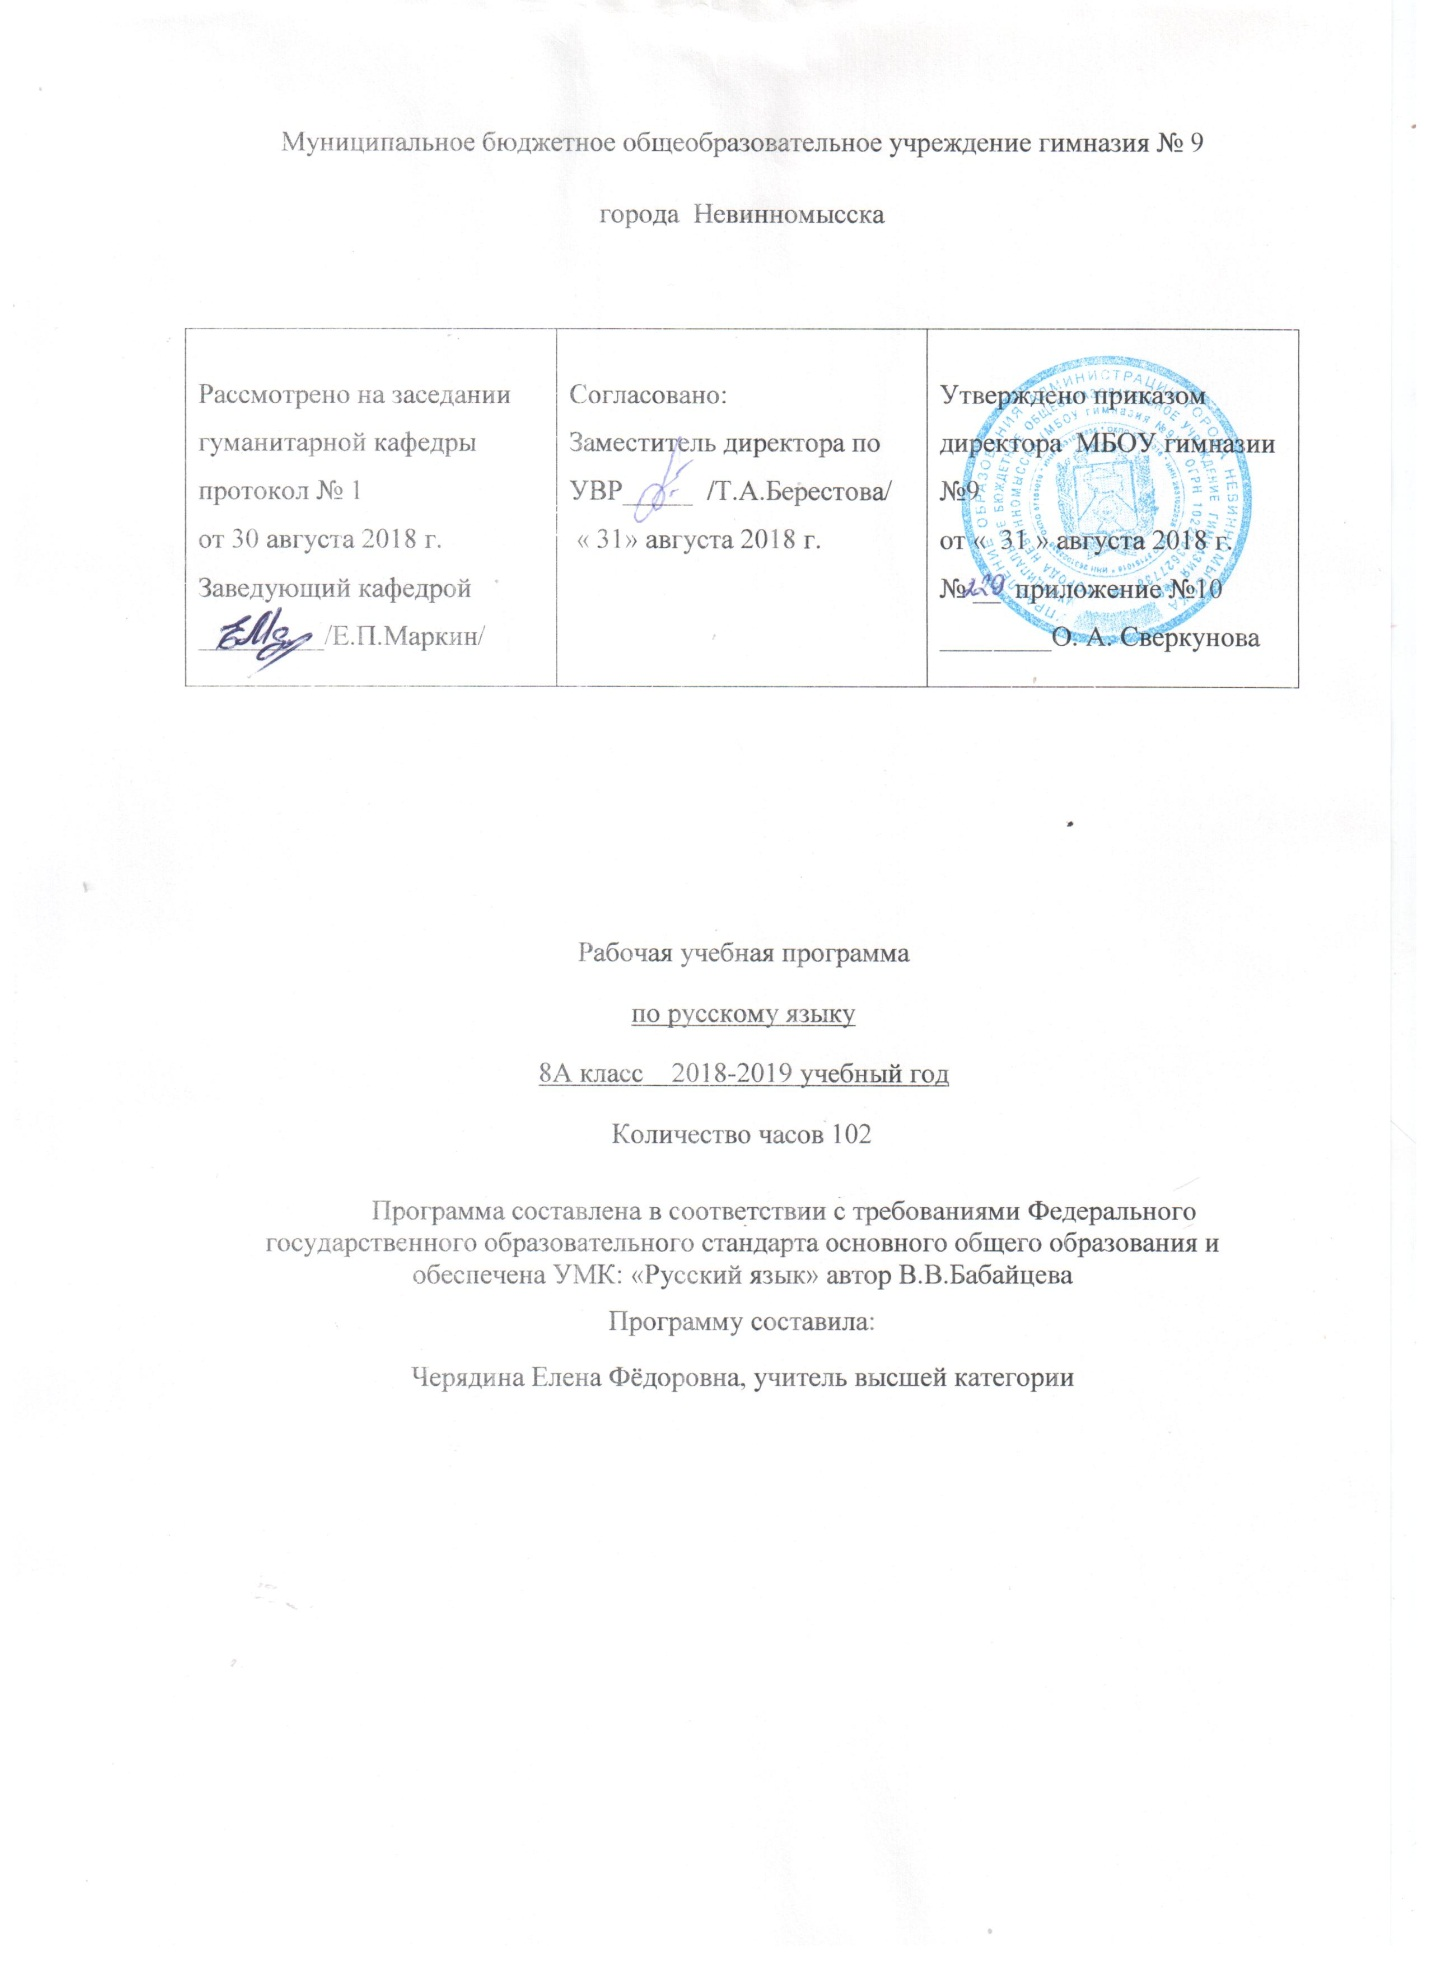 Муниципальное бюджетное общеобразовательное учреждение гимназия № 9
города Невинномысска
Рассмотрено на заседании
гуманитарной кафедры
протокол № 1
от 30 августа 2018 г.
Заведующий кафедрой
_________/Е.П.Маркин/
Согласовано:
Заместитель директора по
УВР_____ /Т.А.Берестова/
« 31» августа 2018 г.
Утверждено приказом
директора МБОУ гимназии
№9
от « 31 » августа 2018 г.
№229 приложение №10
________О. А. Сверкунова
Рабочая учебная программа
по русскому языку
8А класс 2018-2019 учебный год
Количество часов 102
Программа составлена в соответствии с требованиями Федерального
государственного образовательного стандарта основного общего образования и
обеспечена УМК: «Русский язык» автор В.В.Бабайцева
Программу составила:
Черядина Елена Фёдоровна, учитель высшей категории